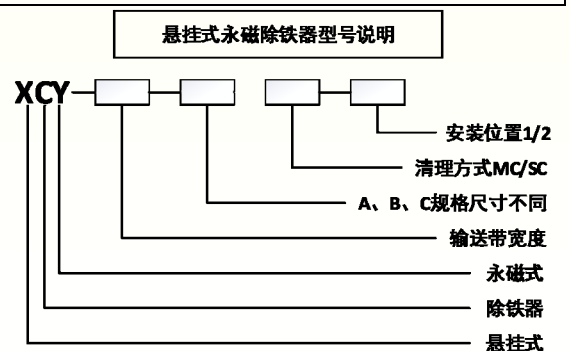 悬挂式永磁除铁器型号说明
XCY
安装位置1/2
清理方式MC/SC
A、B、C规格尺寸不同
输送带宽度
永磁式
除铁器
悬挂式